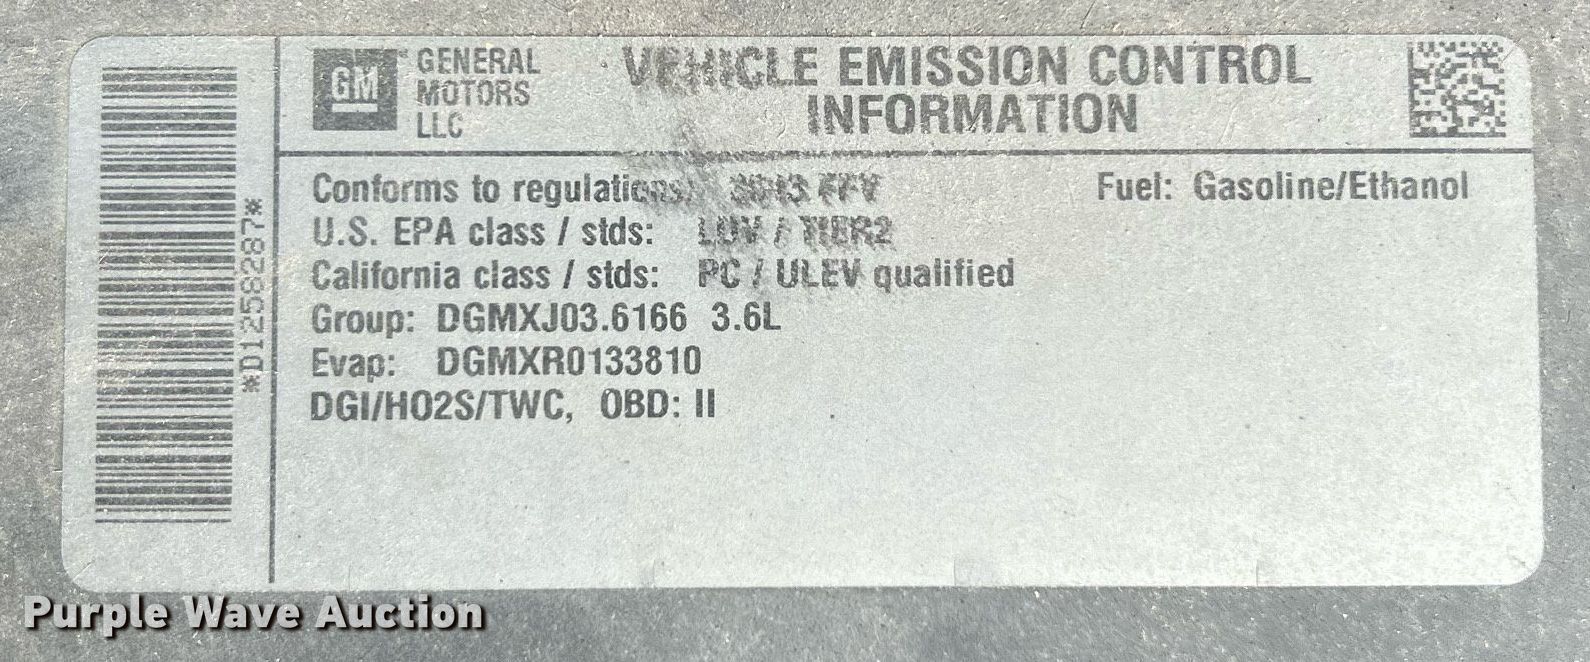 GM GENERAL MOTORS LLC
VEHICLE EMISSION CONTROL
INFORMATION
Conforms to regulations: 2013 FFV Fuel: Gasoline/Ethanol
U.S. EPA class / stds: LDV / TIER2
California class / stds: PC / ULEV qualified
Group: DGMXJ03.6166 3.6L
Evap: DGMXR0133810
DGI/HO2S/TWC, OBD: II
*D1258287*
Purple Wave Auction